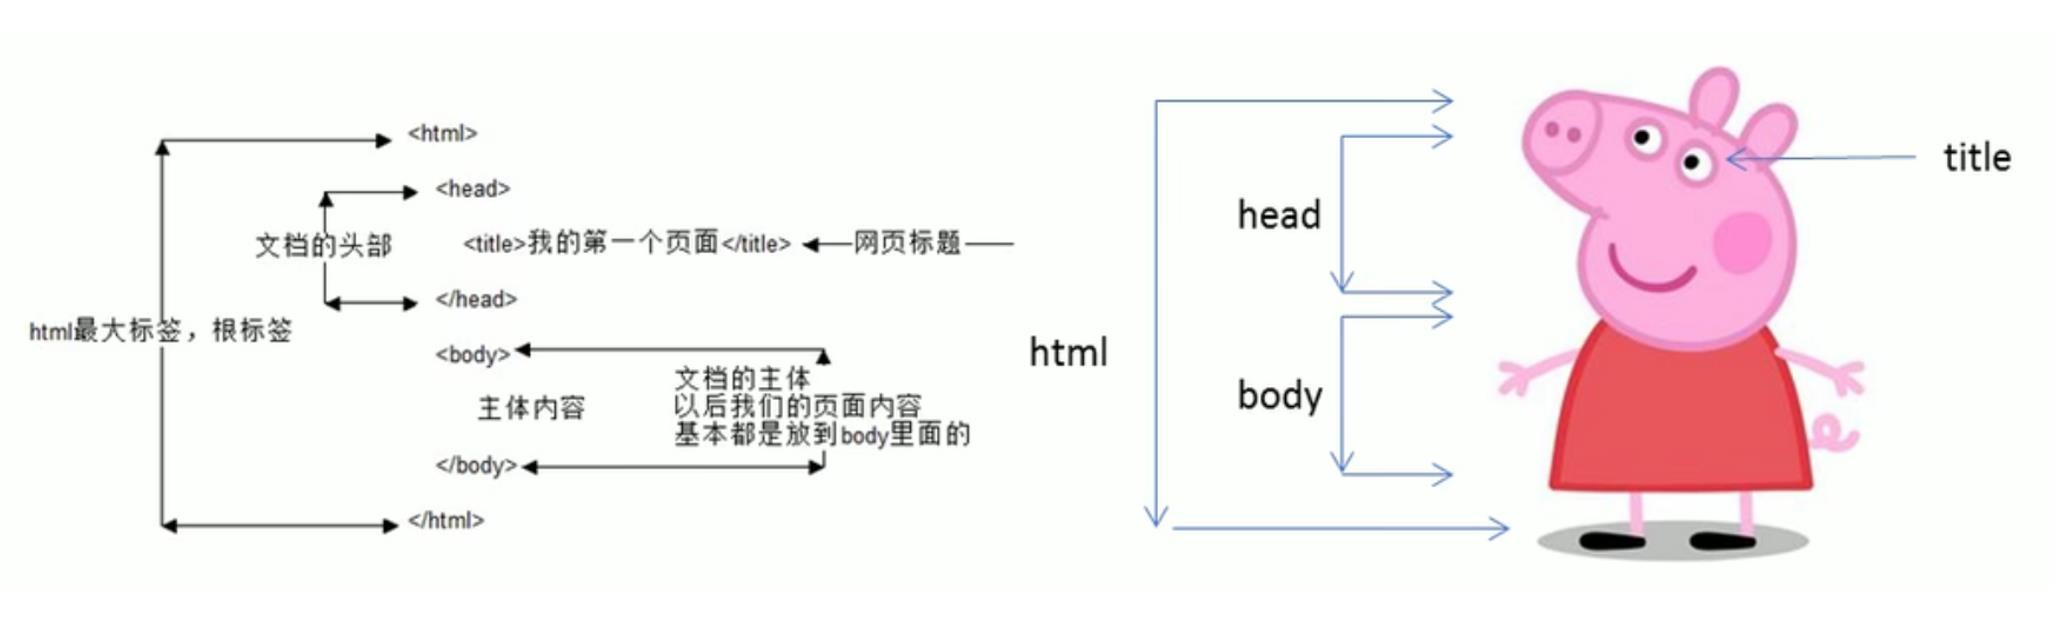 <html>
<head>
文档的头部
<title>我的第一个页面</title>
网页标题
</head>
html最大标签，根标签
<body>
主体内容
文档的主体
以后我们的页面内容
基本都是放到body里面的
</body>
</html>
html
head
body
title